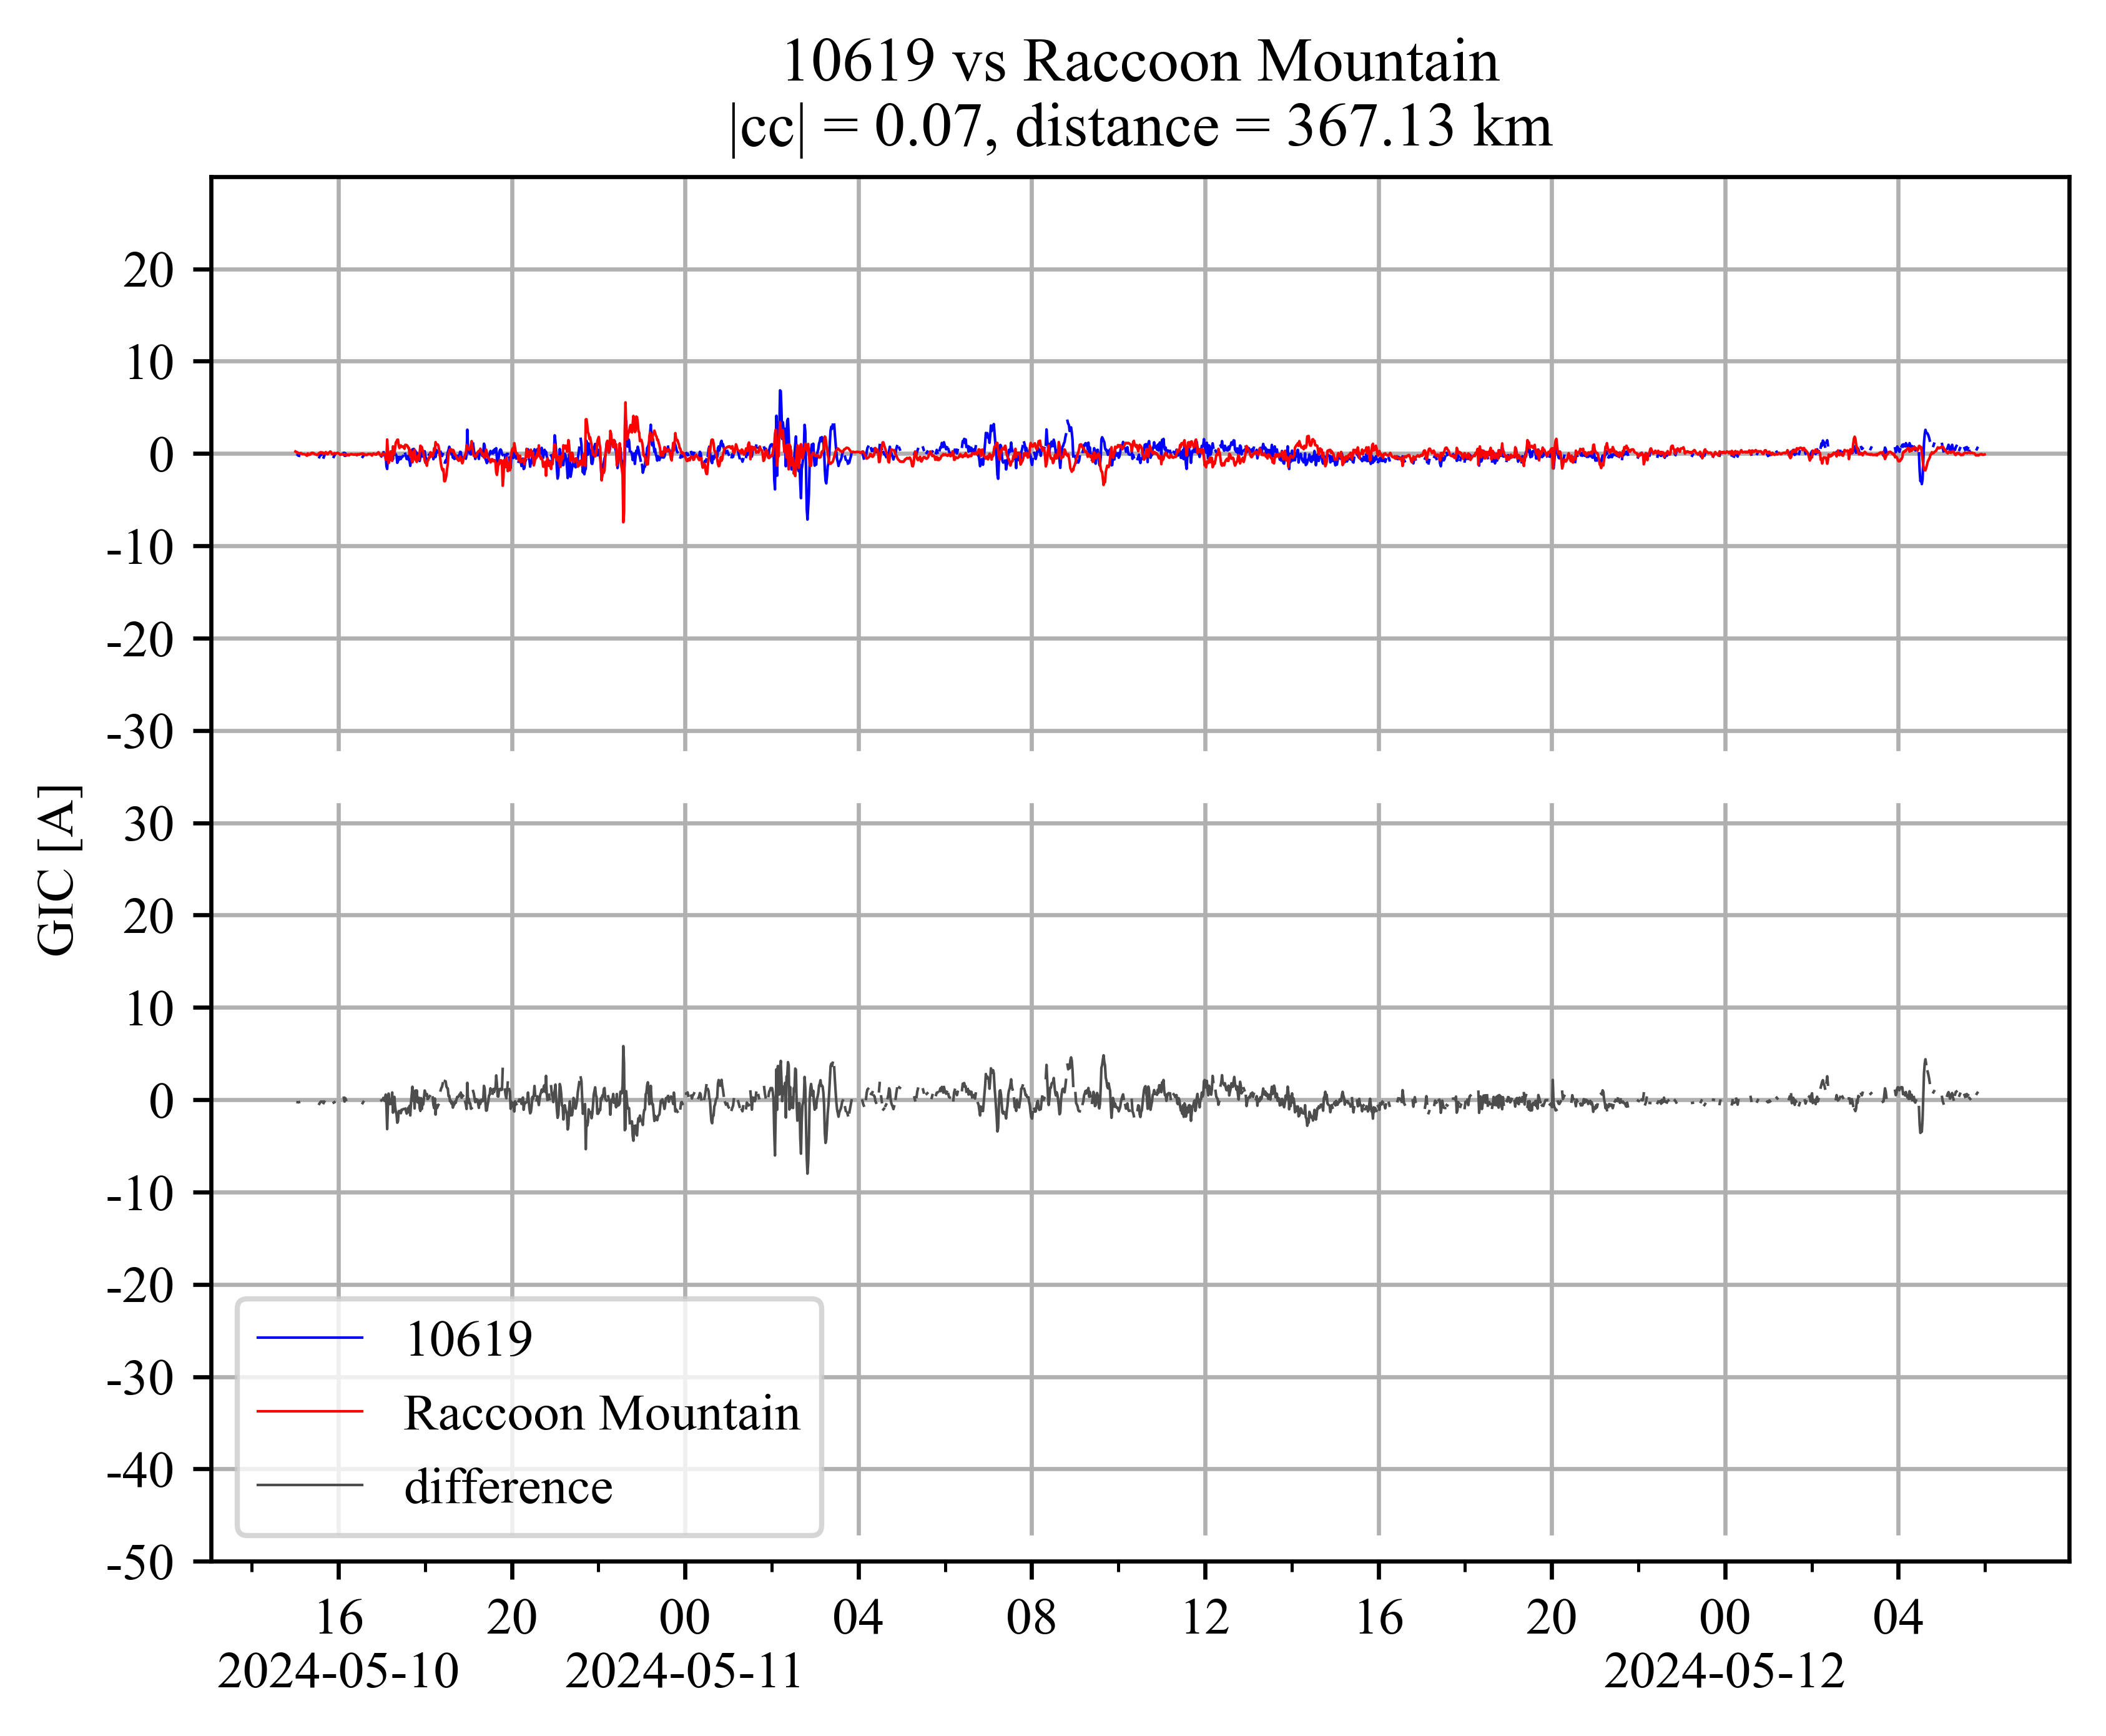 10619 vs Raccoon Mountain
|cc| = 0.07, distance = 367.13 km
GIC [A]
20
10
0
-10
-20
-30
30
20
10
0
-10
-20
-30
-40
-50
10619
Raccoon Mountain
difference
16 20 00 04 08 12 16 20 00 04
2024-05-10 2024-05-11 2024-05-12